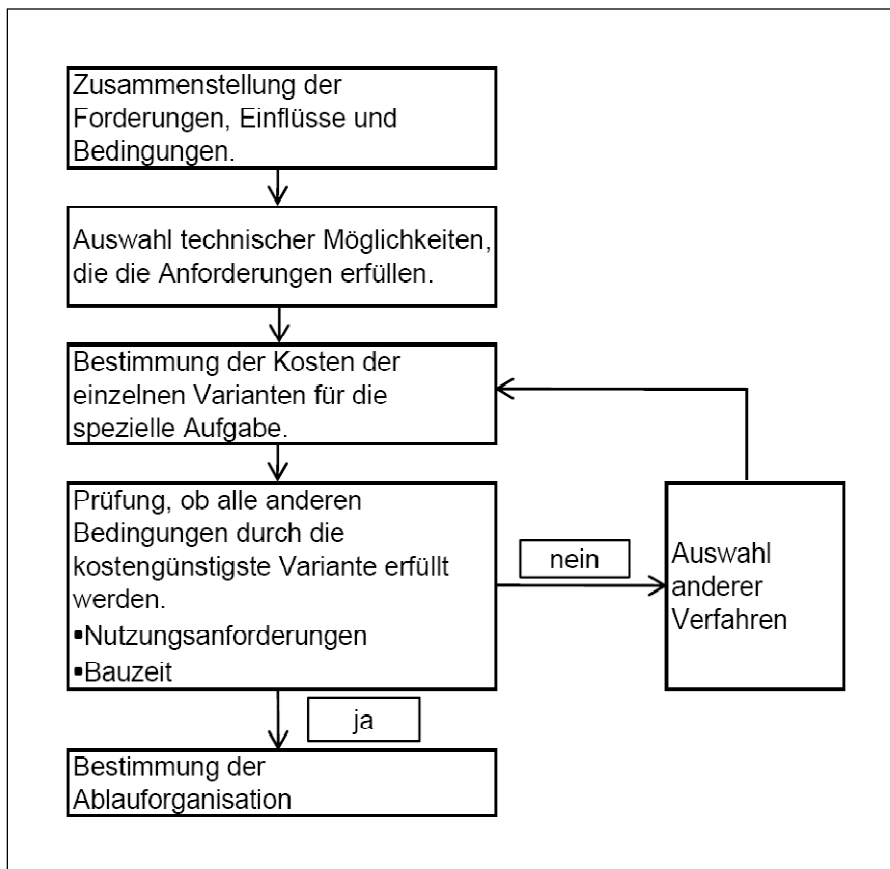 Zusammenstellung der
Forderungen, Einflüsse und
Bedingungen.
Auswahl technischer Möglichkeiten,
die die Anforderungen erfüllen.
Bestimmung der Kosten der
einzelnen Varianten für die
spezielle Aufgabe.
Prüfung, ob alle anderen
Bedingungen durch die
kostengünstigste Variante erfüllt
werden.
▪Nutzungsanforderungen
▪Bauzeit
nein
Auswahl
anderer
Verfahren
ja
Bestimmung der
Ablauforganisation